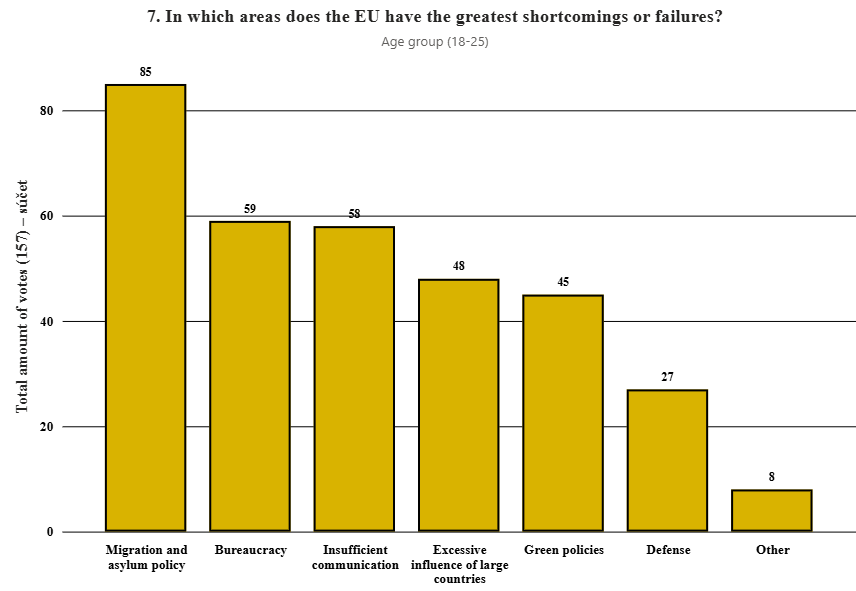 7. In which areas does the EU have the greatest shortcomings or failures?
Age group (18-25)
Total amount of votes (157) – súčet
80
60
40
20
0
85
59
58
48
45
27
8
Migration and
asylum policy
Bureaucracy
Insufficient
communication
Excessive
influence of large
countries
Green policies
Defense
Other